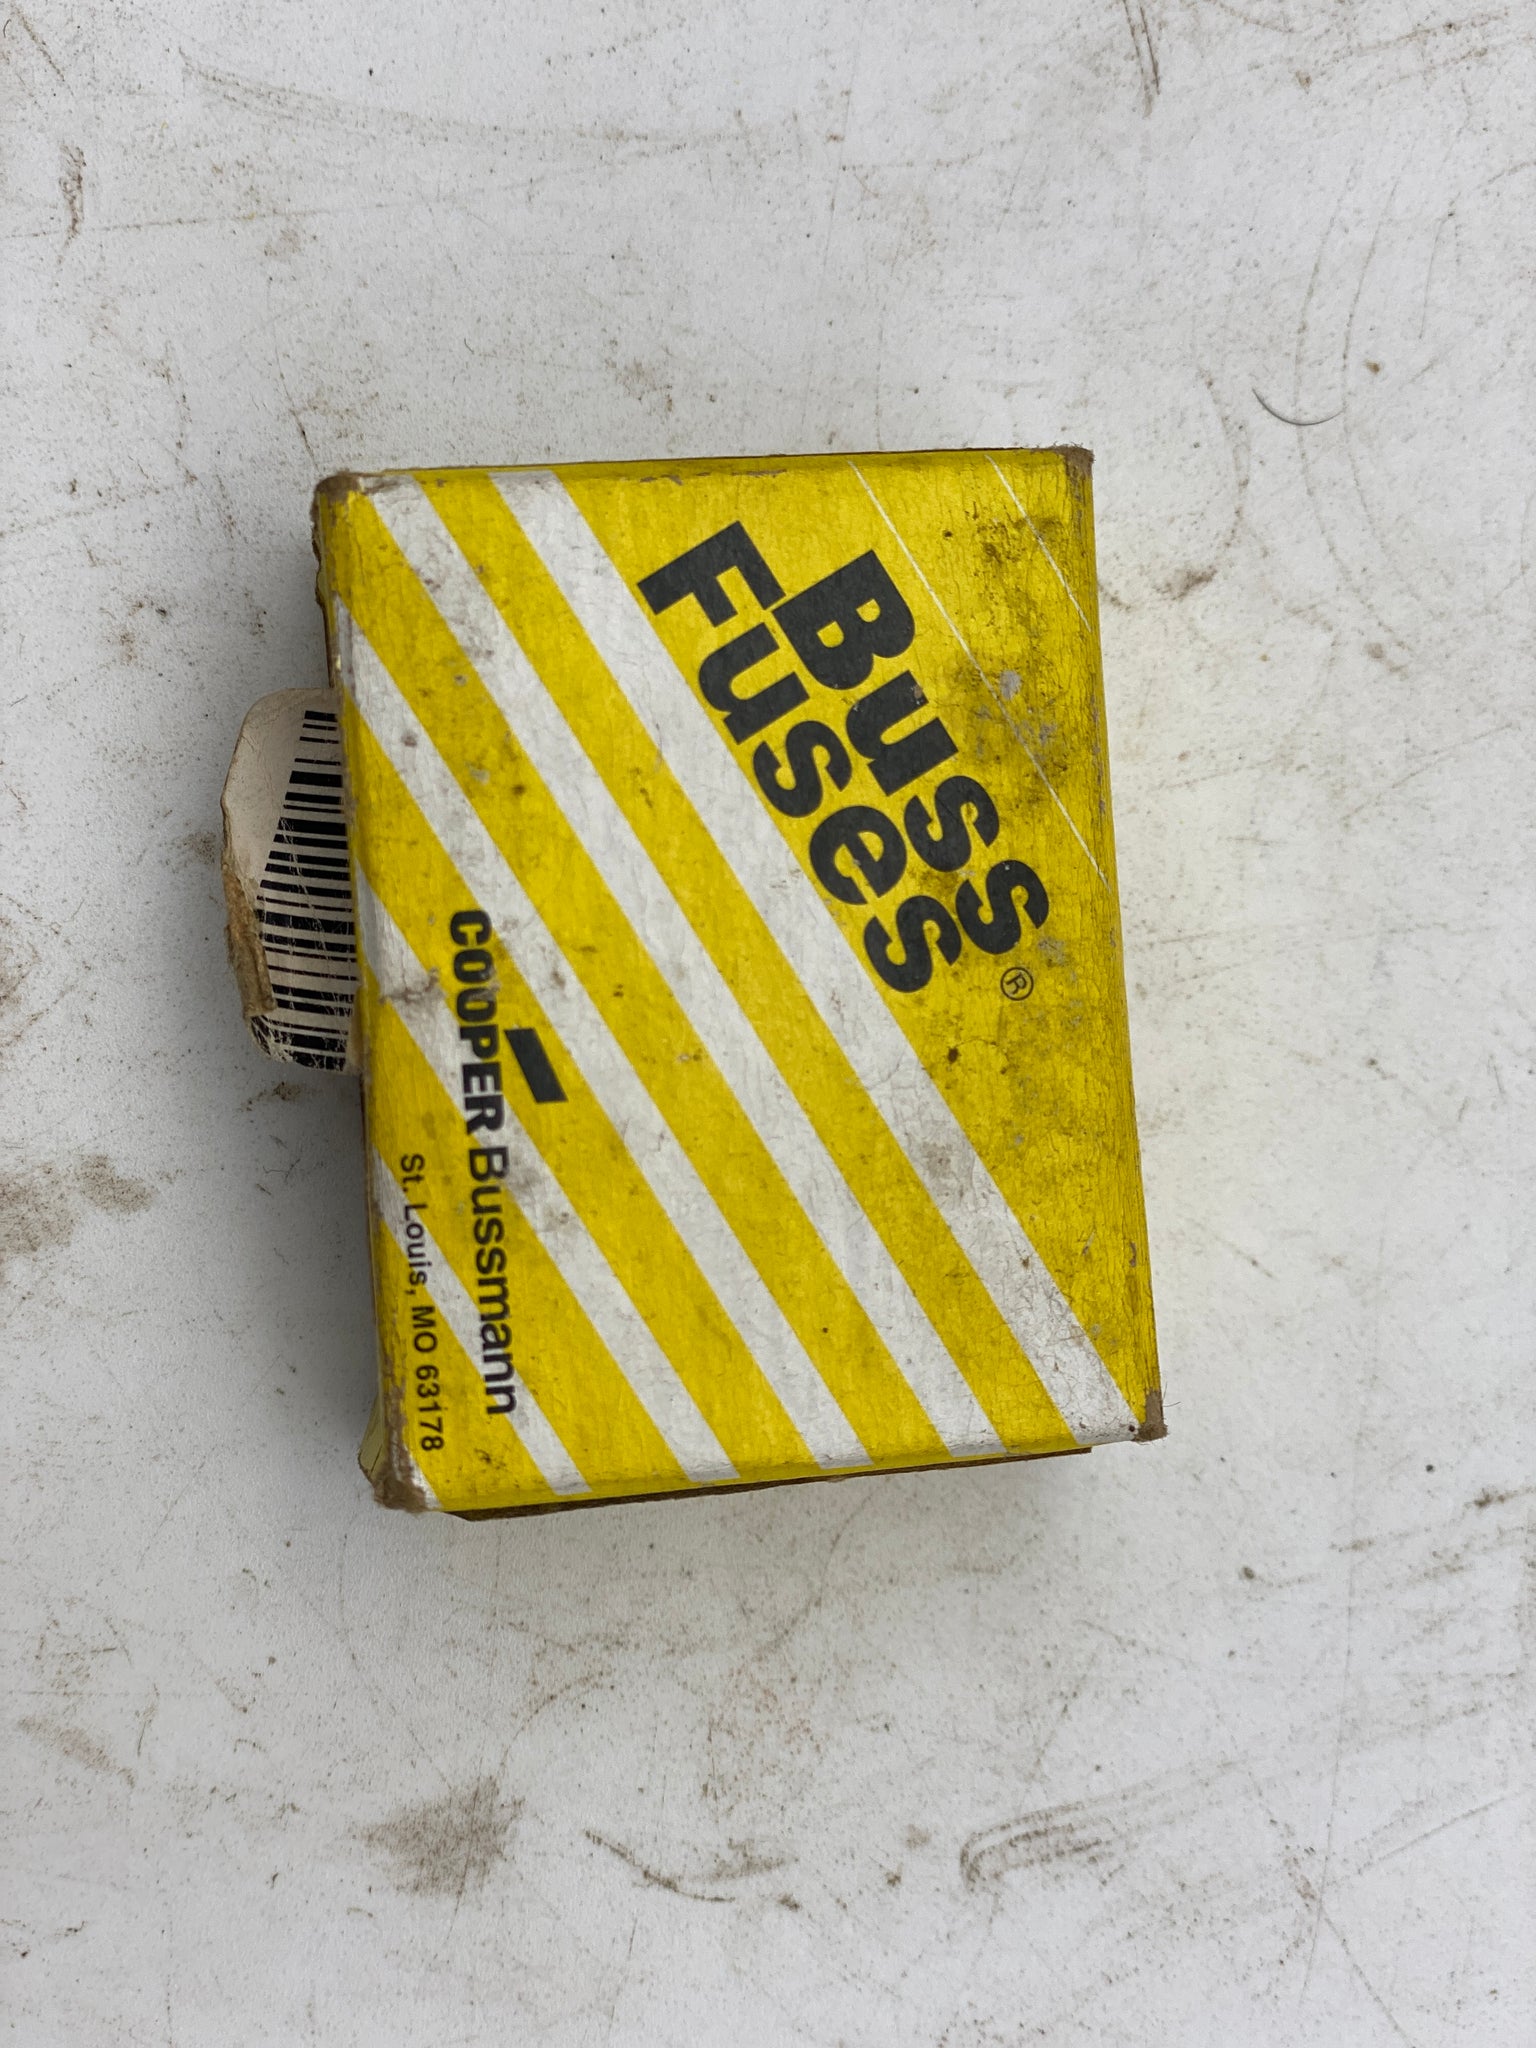 Buss®
Fuses
COOPER Bussmann
St. Louis, MO 63178